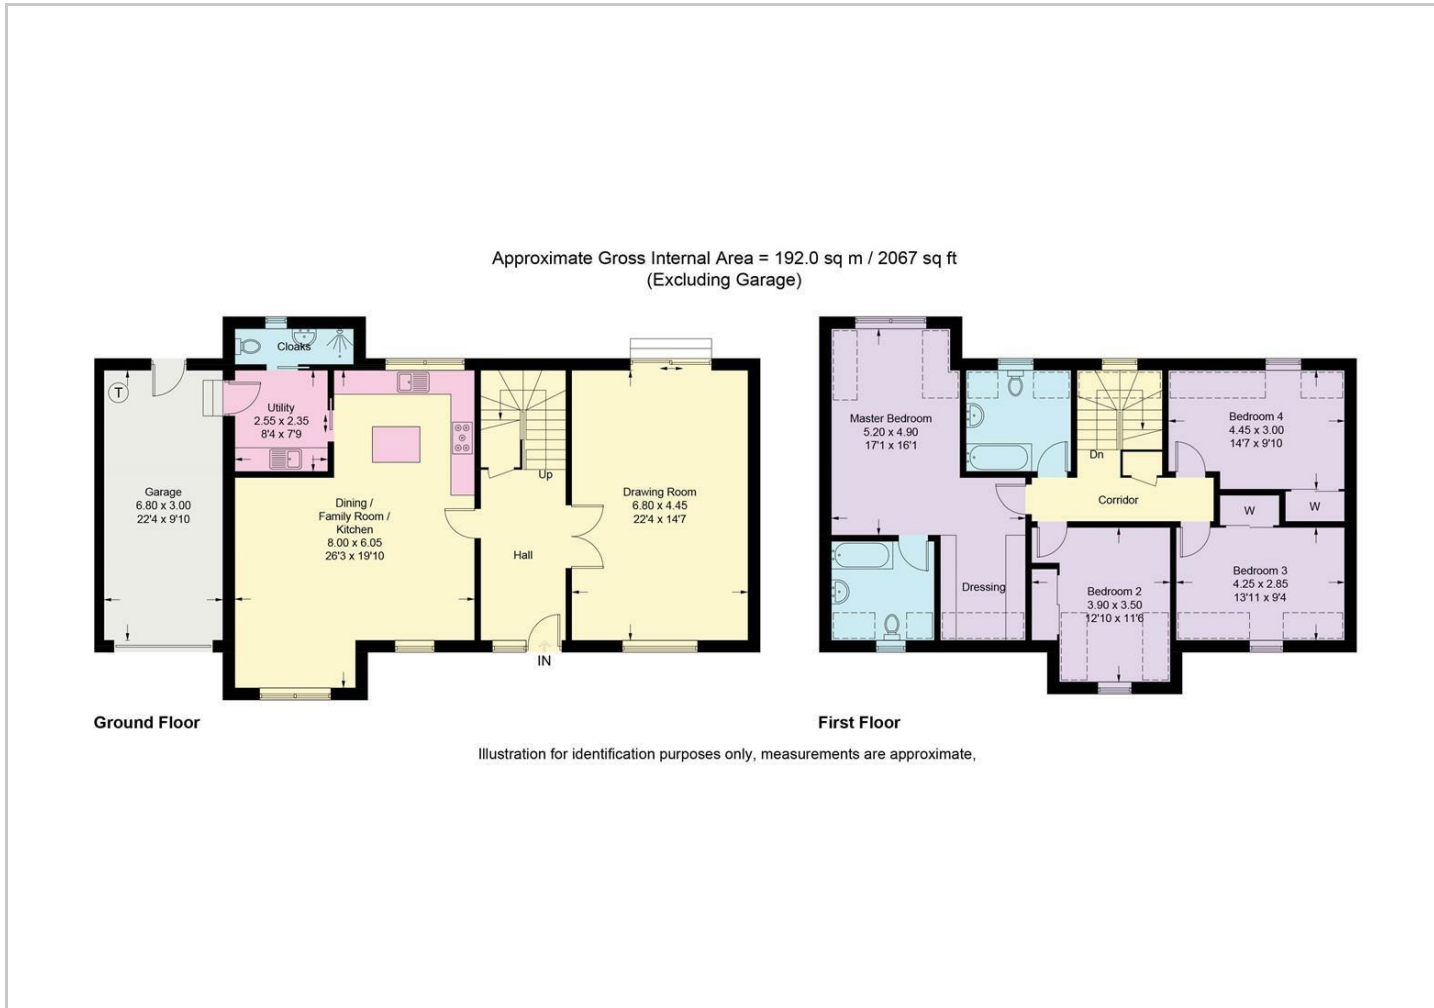 Approximate Gross Internal Area = 192.0 sq m / 2067 sq ft
(Excluding Garage)
Cloaks
T
Utility
2.55 x 2.35
8'4 x 7'9
Up
Garage
6.80 x 3.00
22'4 x 9'10
Dining /
Family Room /
Kitchen
8.00 x 6.05
26'3 x 19'10
Drawing Room
6.80 x 4.45
22'4 x 14'7
Hall
IN
Ground Floor
Master Bedroom
5.20 x 4.90
17'1 x 16'1
Bedroom 4
4.45 x 3.00
14'7 x 9'10
Dn
Corridor
W
W
Dressing
Bedroom 2
3.90 x 3.50
12'10 x 11'6
Bedroom 3
4.25 x 2.85
13'11 x 9'4
First Floor
Illustration for identification purposes only, measurements are approximate,